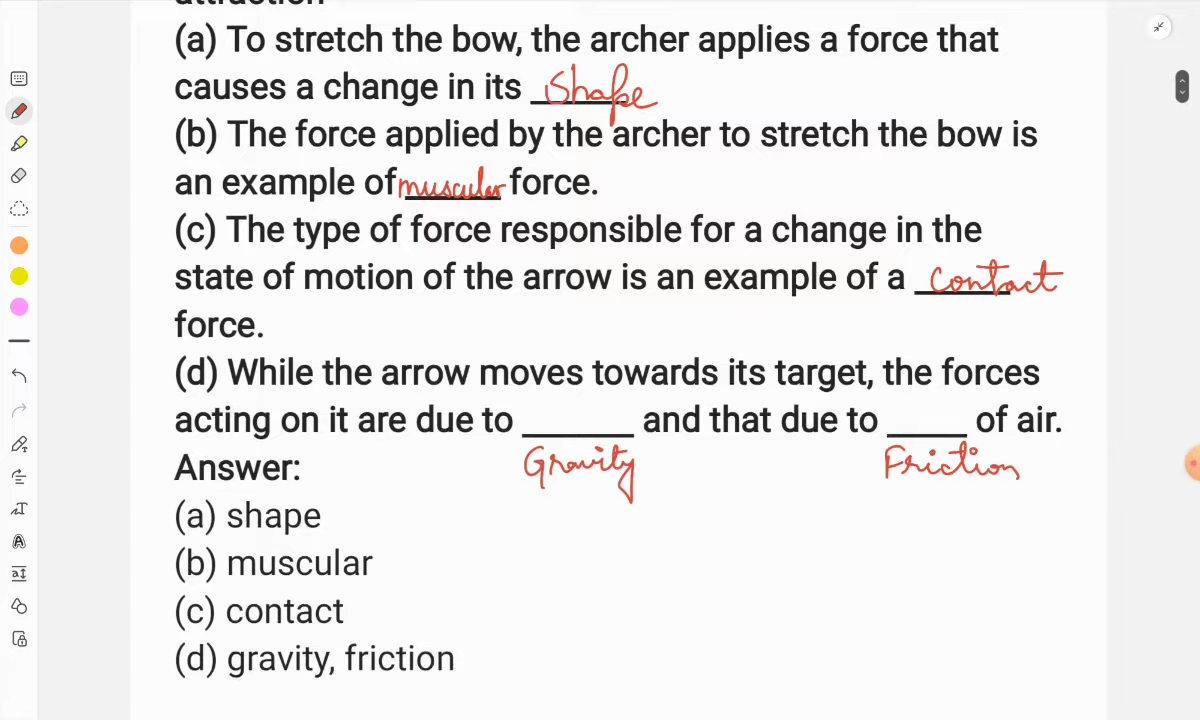 attraction
(a) To stretch the bow, the archer applies a force that
causes a change in its shape
(b) The force applied by the archer to stretch the bow is
an example of muscular force.
(c) The type of force responsible for a change in the
state of motion of the arrow is an example of a contact
force.
(d) While the arrow moves towards its target, the forces
acting on it are due to ______ and that due to _____ of air.
Gravity Friction
Answer:
(a) shape
(b) muscular
(c) contact
(d) gravity, friction